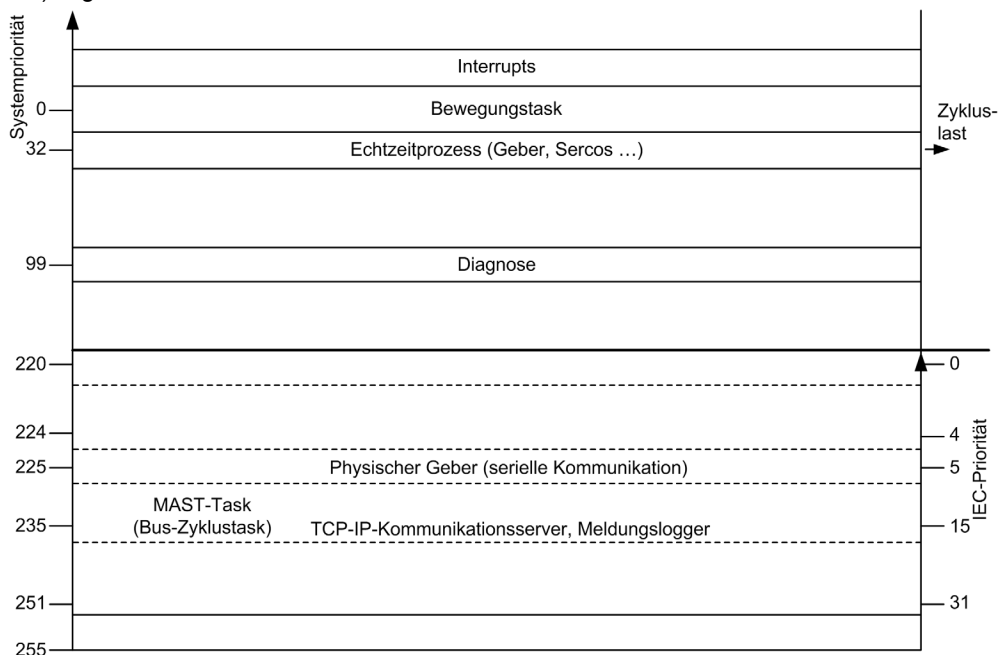 Systempriorität
Interrupts
0
Bewegungstask
Zyklus-
last
32
Echtzeitprozess (Geber, Sercos …)
99
Diagnose
220
0
224
4
225
Physischer Geber (serielle Kommunikation)
5
IEC-Priorität
MAST-Task
(Bus-Zyklustask)
235
TCP-IP-Kommunikationsserver, Meldungslogger
15
251
31
255